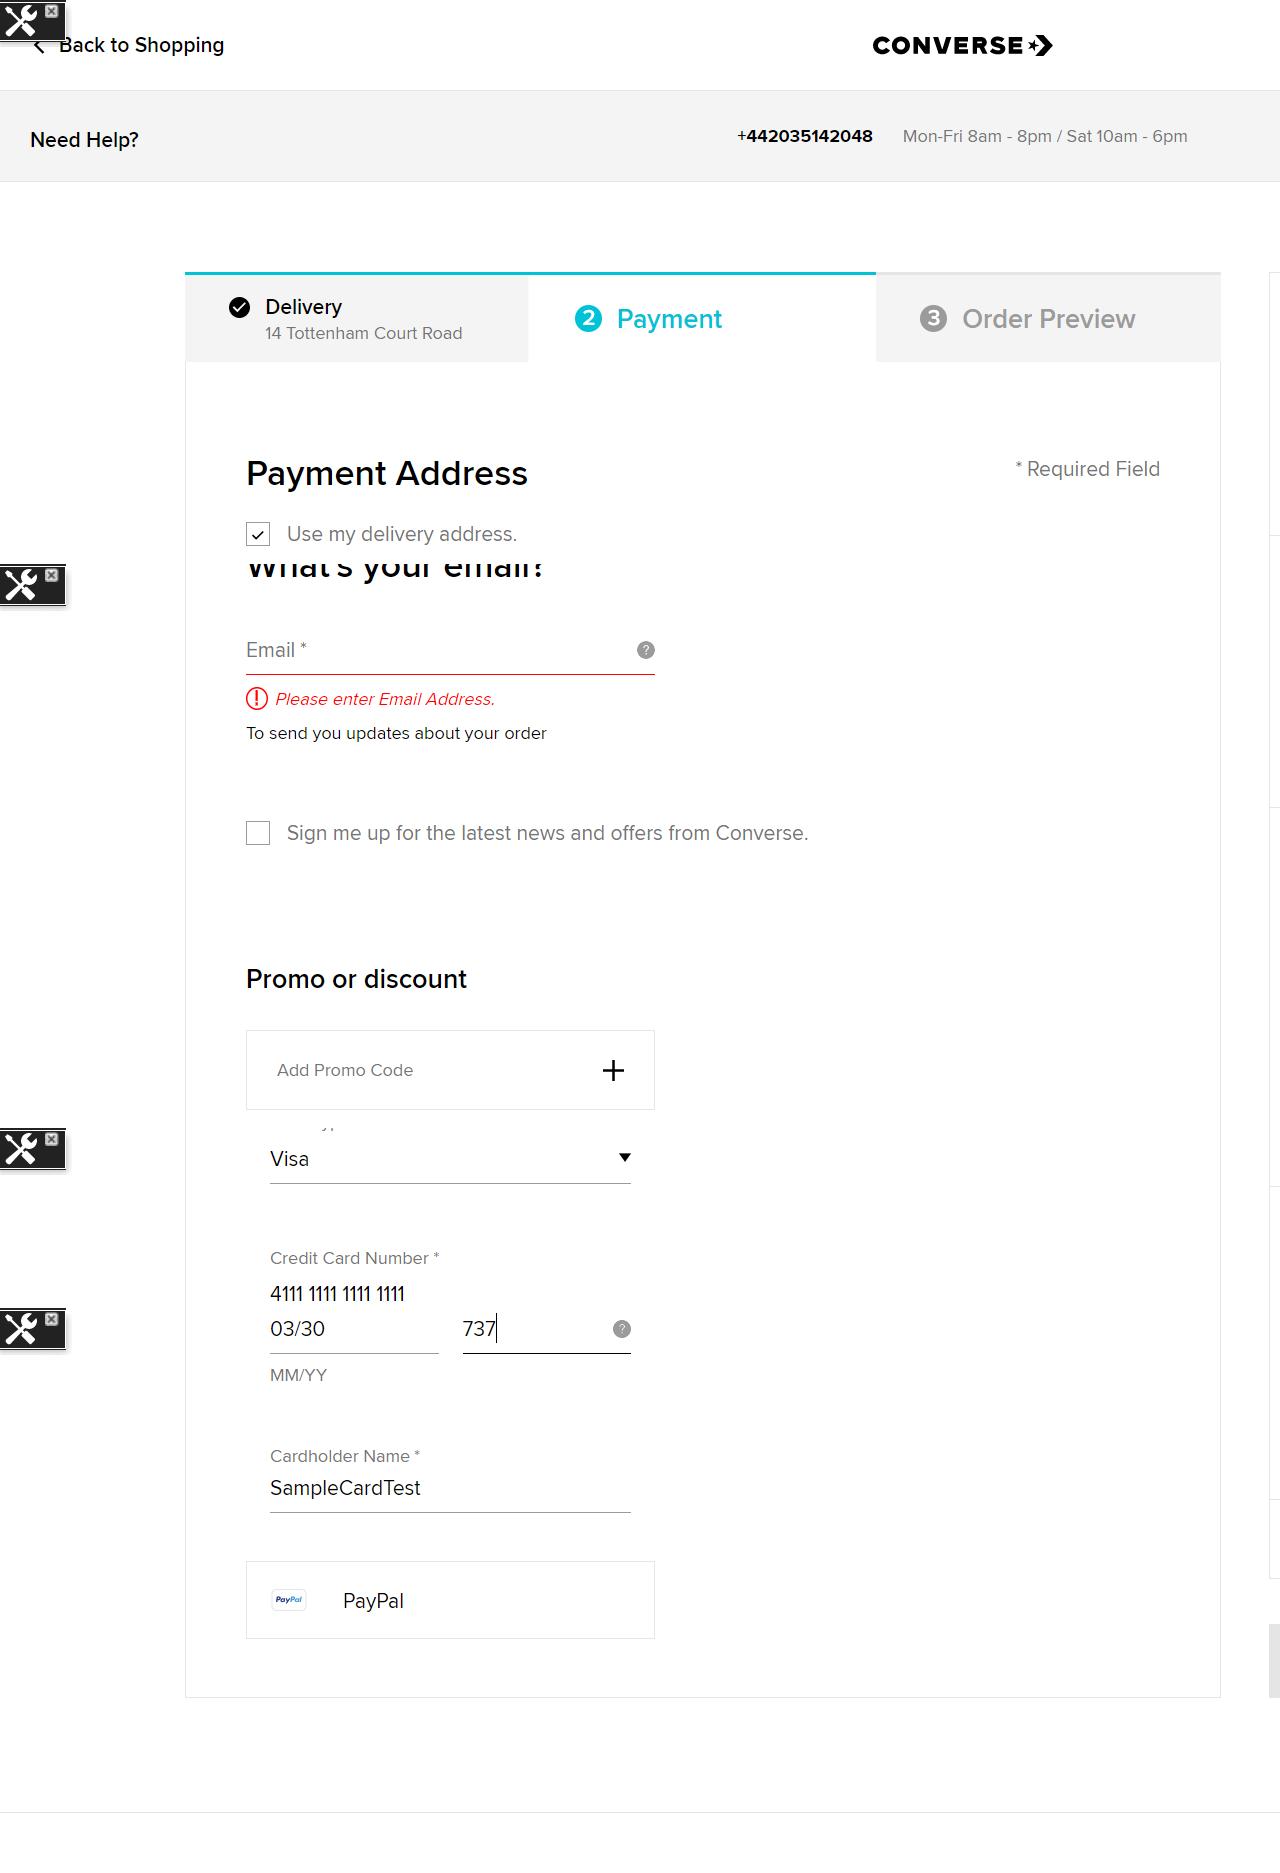 Back to Shopping
CONVERSE
Need Help?
+442035142048 Mon-Fri 8am - 8pm / Sat 10am - 6pm
Delivery
14 Tottenham Court Road
2 Payment
3 Order Preview
Payment Address
* Required Field
Use my delivery address.
What's your email?
Email * ?
! Please enter Email Address.
To send you updates about your order
Sign me up for the latest news and offers from Converse.
Promo or discount
Add Promo Code +
Visa
Credit Card Number *
4111 1111 1111 1111
03/30 737 ?
MM/YY
Cardholder Name *
SampleCardTest
PayPal PayPal